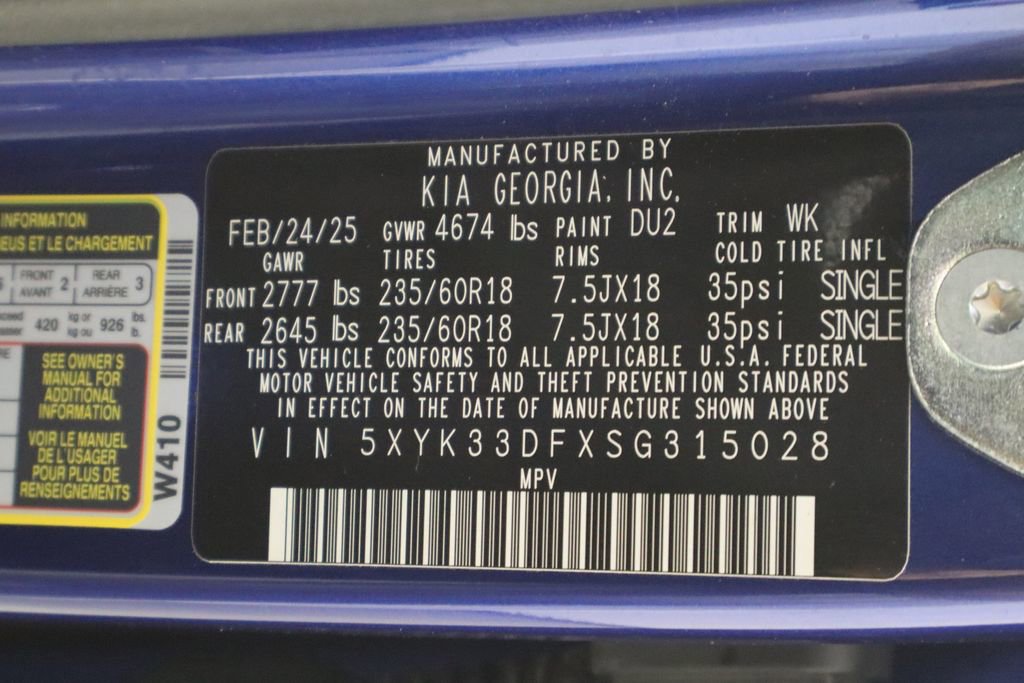 MANUFACTURED BY
KIA GEORGIA, INC.
FEB/24/25 GVWR 4674 lbs PAINT DU2 TRIM WK
GAWR TIRES RIMS COLD TIRE INFL
FRONT 2777 lbs 235/60R18 7.5JX18 35psi SINGLE
REAR 2645 lbs 235/60R18 7.5JX18 35psi SINGLE
THIS VEHICLE CONFORMS TO ALL APPLICABLE U.S.A. FEDERAL
MOTOR VEHICLE SAFETY AND THEFT PREVENTION STANDARDS
IN EFFECT ON THE DATE OF MANUFACTURE SHOWN ABOVE
VIN 5XYK33DFXSG315028
MPV
INFORMATION
ET LE CHARGEMENT
FRONT 2 REAR 3
AVANT ARRIÈRE
420 kg or 926 lbs.
kg ou lb.
SEE OWNER'S
MANUAL FOR
ADDITIONAL
INFORMATION
VOIR LE MANUEL
DE L'USAGER
POUR PLUS DE
RENSEIGNEMENTS
W410